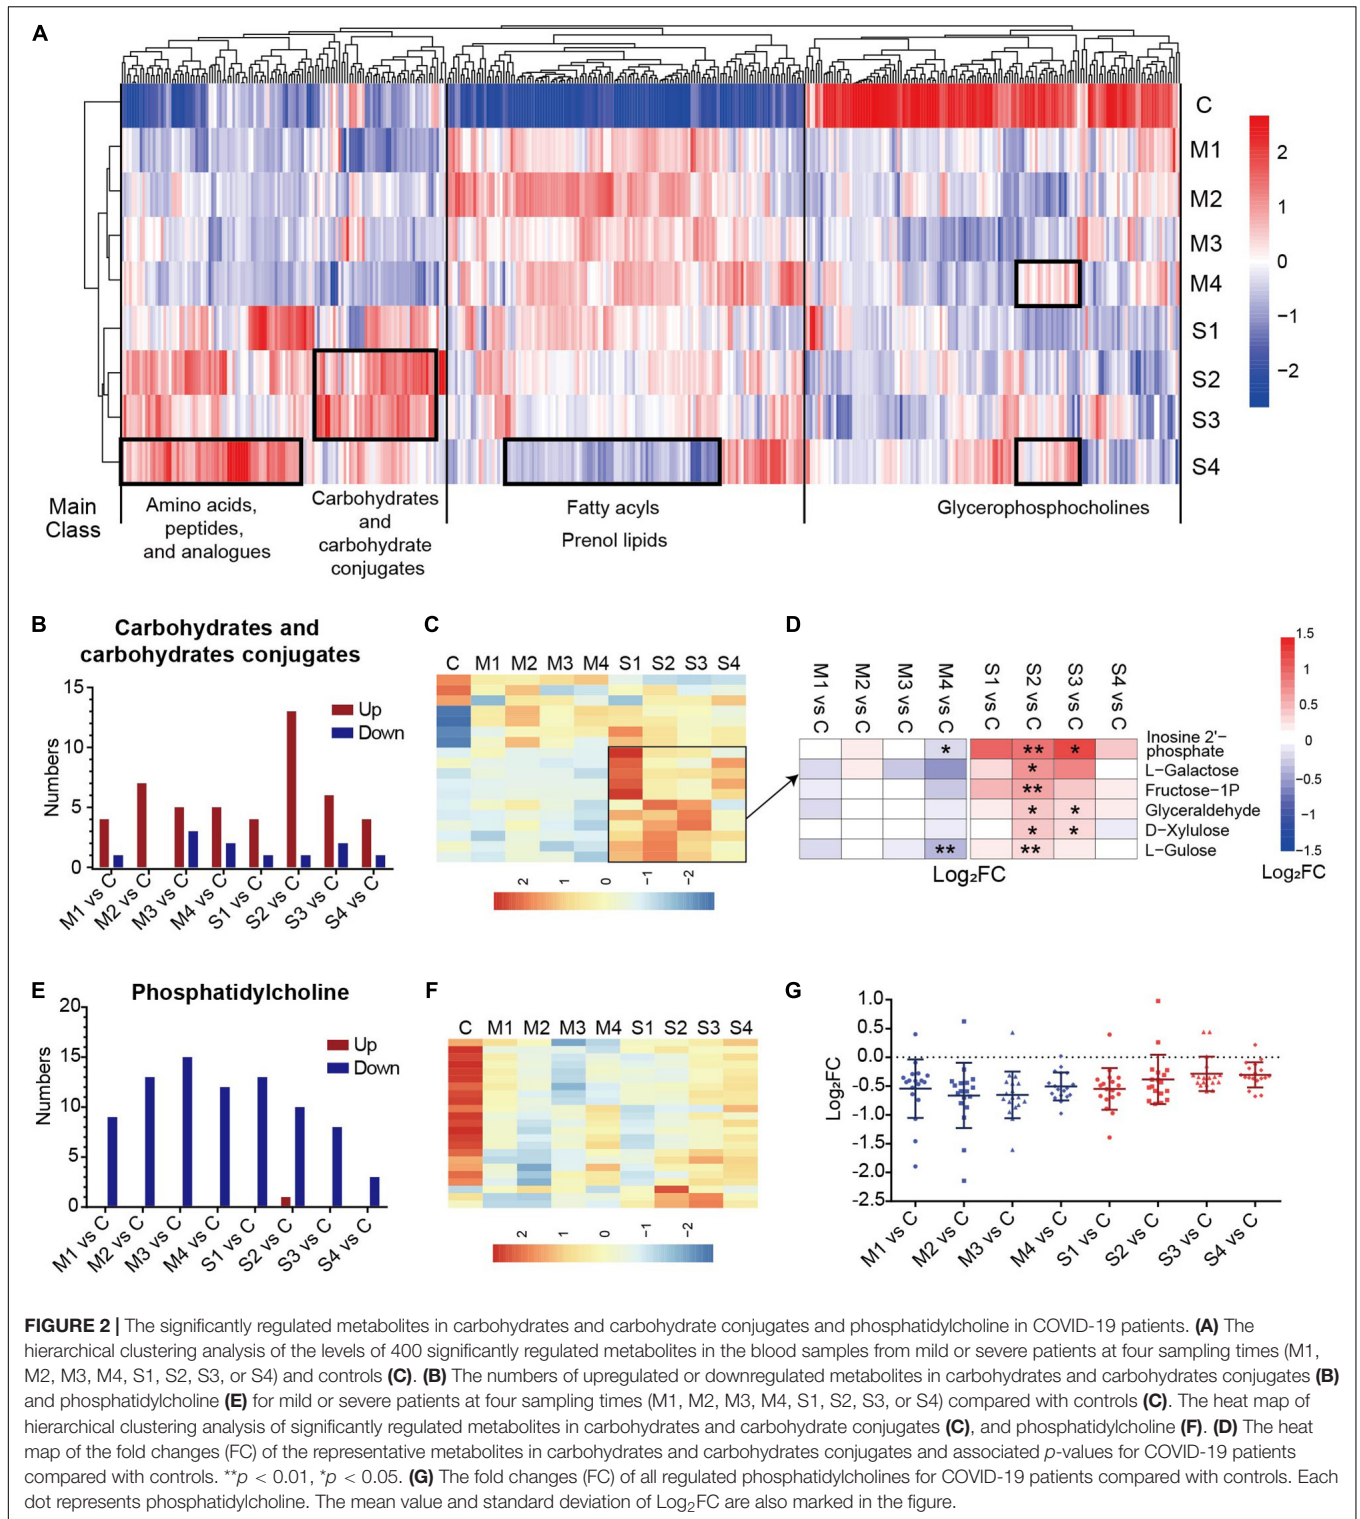 A
C
M1
M2
M3
M4
S1
S2
S3
S4
2
1
0
−1
−2
Main Class
Amino acids, peptides, and analogues
Carbohydrates and carbohydrate conjugates
Fatty acyls
Prenol lipids
Glycerophosphocholines
B
Carbohydrates and
carbohydrates conjugates
15
10
5
0
Numbers
Up
Down
M1 vs C
M2 vs C
M3 vs C
M4 vs C
S1 vs C
S2 vs C
S3 vs C
S4 vs C
C
C M1 M2 M3 M4 S1 S2 S3 S4
2 1 0 −1 −2
D
M1 vs C
M2 vs C
M3 vs C
M4 vs C
S1 vs C
S2 vs C
S3 vs C
S4 vs C
* ** * Inosine 2'−
phosphate
* L−Galactose
** Fructose−1P
* * Glyceraldehyde
* * D−Xylulose
** ** L−Gulose
Log₂FC
1.5
1
0.5
0
−0.5
−1
−1.5
Log₂FC
E
Phosphatidylcholine
20
15
10
5
0
Numbers
Up
Down
M1 vs C
M2 vs C
M3 vs C
M4 vs C
S1 vs C
S2 vs C
S3 vs C
S4 vs C
F
C M1 M2 M3 M4 S1 S2 S3 S4
2 1 0 −1 −2
G
1.0
0.0
-0.5
-1.0
-1.5
-2.0
-2.5
Log₂FC
M1 vs C
M2 vs C
M3 vs C
M4 vs C
S1 vs C
S2 vs C
S3 vs C
S4 vs C
FIGURE 2 | The significantly regulated metabolites in carbohydrates and carbohydrate conjugates and phosphatidylcholine in COVID-19 patients. (A) The
hierarchical clustering analysis of the levels of 400 significantly regulated metabolites in the blood samples from mild or severe patients at four sampling times (M1,
M2, M3, M4, S1, S2, S3, or S4) and controls (C). (B) The numbers of upregulated or downregulated metabolites in carbohydrates and carbohydrates conjugates (B)
and phosphatidylcholine (E) for mild or severe patients at four sampling times (M1, M2, M3, M4, S1, S2, S3, or S4) compared with controls (C). The heat map of
hierarchical clustering analysis of significantly regulated metabolites in carbohydrates and carbohydrate conjugates (C), and phosphatidylcholine (F). (D) The heat
map of the fold changes (FC) of the representative metabolites in carbohydrates and carbohydrates conjugates and associated p-values for COVID-19 patients
compared with controls. **p < 0.01, *p < 0.05. (G) The fold changes (FC) of all regulated phosphatidylcholines for COVID-19 patients compared with controls. Each
dot represents phosphatidylcholine. The mean value and standard deviation of Log₂FC are also marked in the figure.